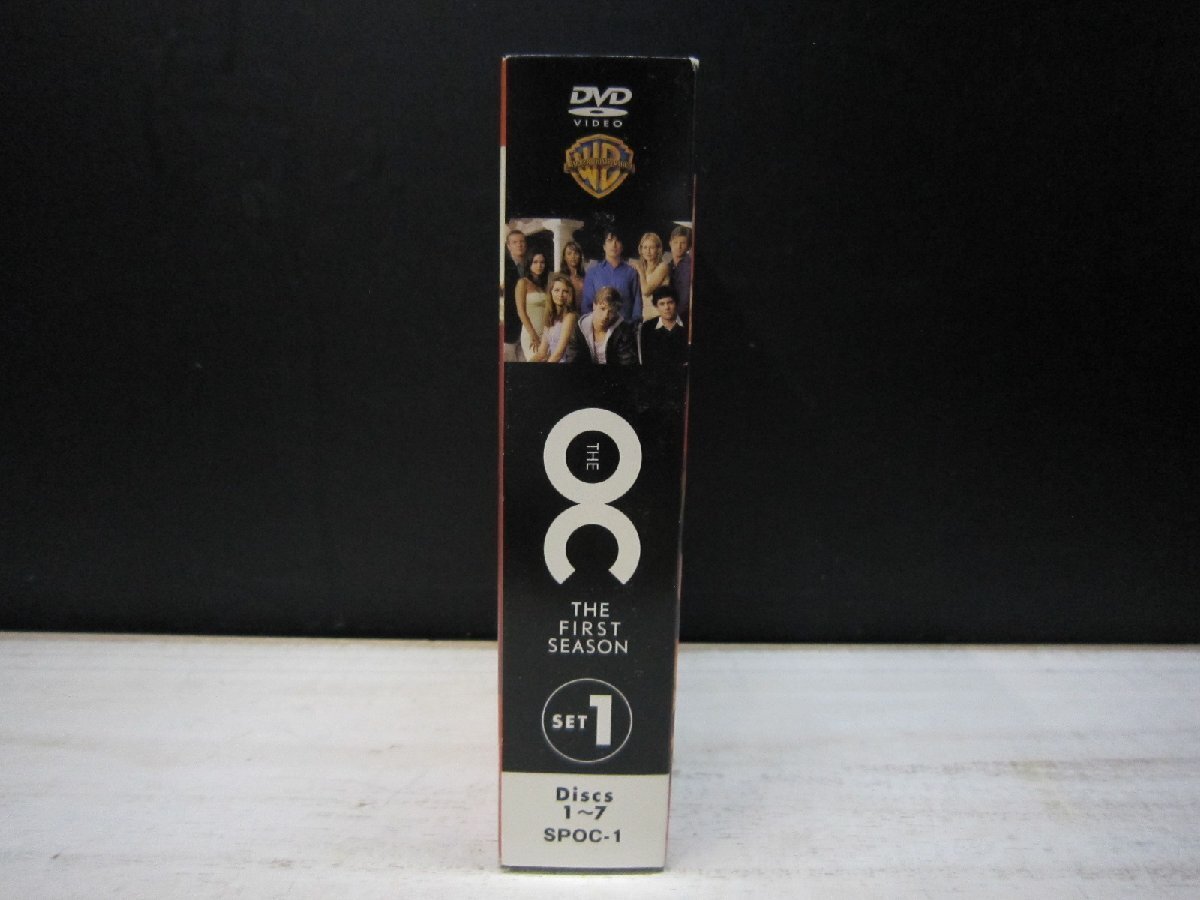 DVD
VIDEO
WB
THE
OC
THE
FIRST
SEASON
SET 1
Discs
1~7
SPOC-1